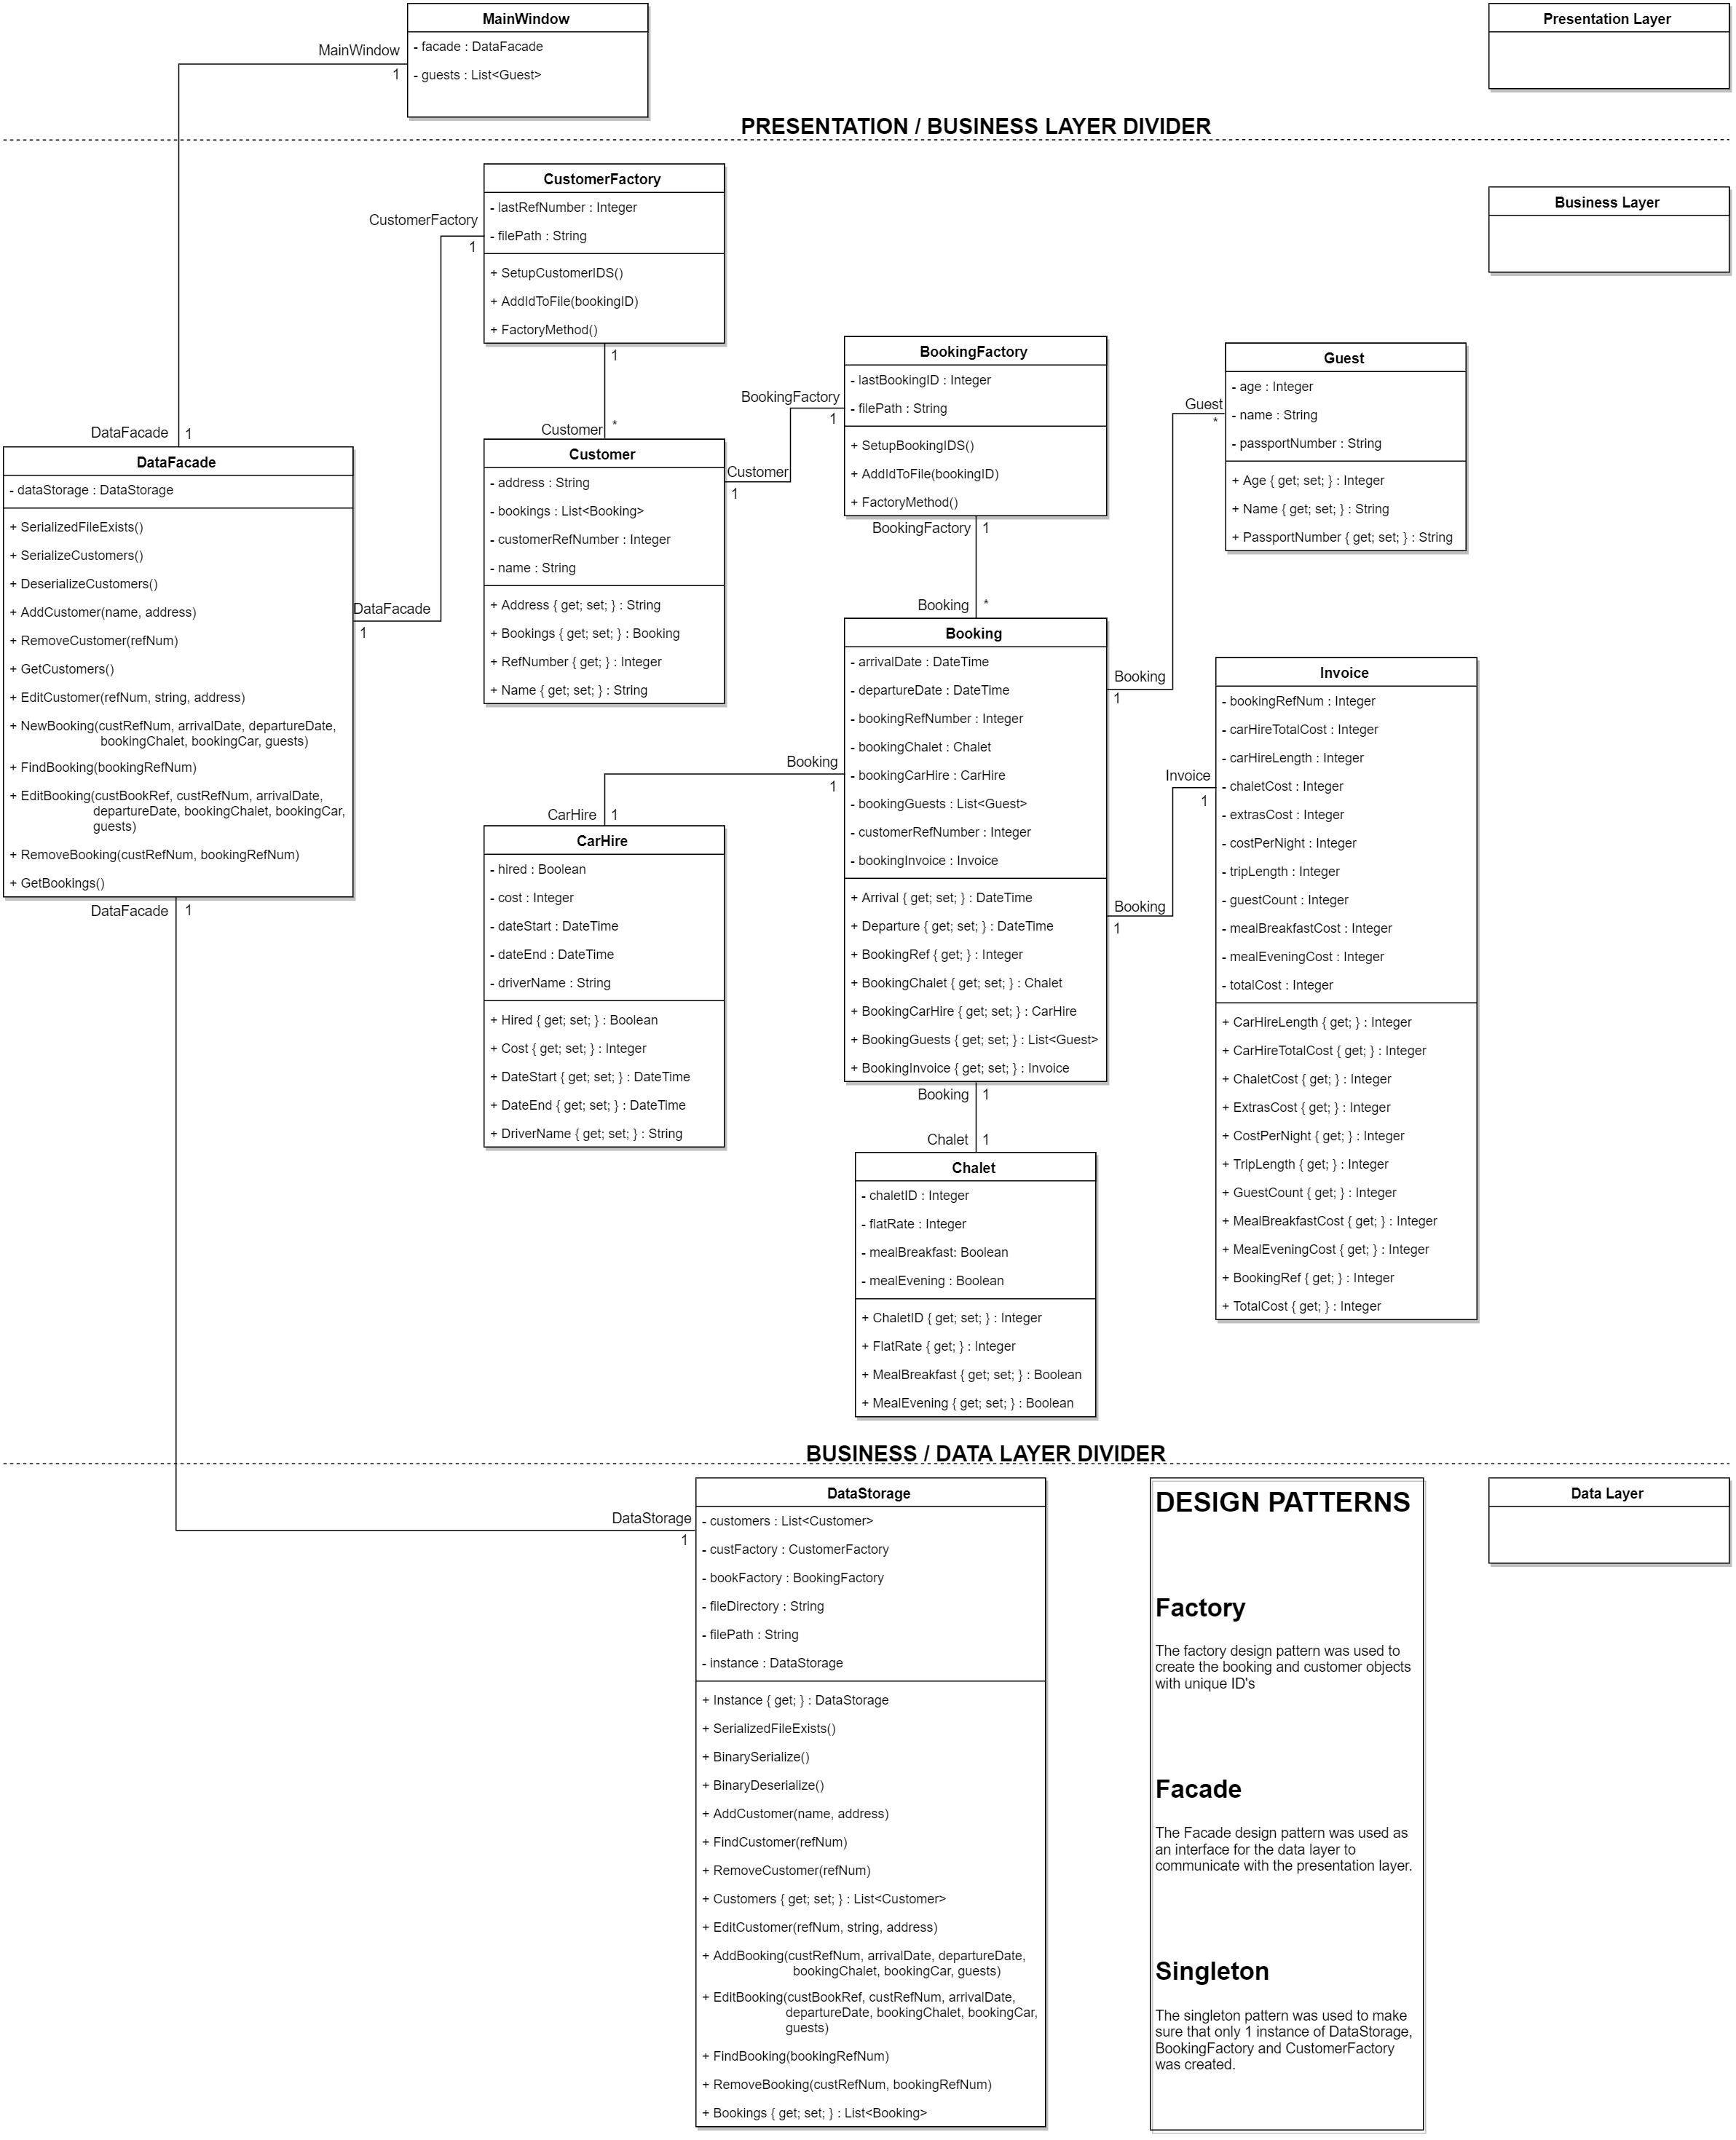 MainWindow
- facade : DataFacade
- guests : List<Guest>
MainWindow
1
Presentation Layer
PRESENTATION / BUSINESS LAYER DIVIDER
CustomerFactory
- lastRefNumber : Integer
- filePath : String
+ SetupCustomerIDS()
+ AddIdToFile(bookingID)
+ FactoryMethod()
CustomerFactory
1
1
Business Layer
Customer
*
Customer
- address : String
- bookings : List<Booking>
- customerRefNumber : Integer
- name : String
+ Address { get; set; } : String
+ Bookings { get; set; } : Booking
+ RefNumber { get; } : Integer
+ Name { get; set; } : String
Customer
1
BookingFactory
1
BookingFactory
- lastBookingID : Integer
- filePath : String
+ SetupBookingIDS()
+ AddIdToFile(bookingID)
+ FactoryMethod()
BookingFactory
1
Guest
*
Guest
- age : Integer
- name : String
- passportNumber : String
+ Age { get; set; } : Integer
+ Name { get; set; } : String
+ PassportNumber { get; set; } : String
DataFacade
1
DataFacade
- dataStorage : DataStorage
+ SerializedFileExists()
+ SerializeCustomers()
+ DeserializeCustomers()
+ AddCustomer(name, address)
+ RemoveCustomer(refNum)
+ GetCustomers()
+ EditCustomer(refNum, string, address)
+ NewBooking(custRefNum, arrivalDate, departureDate,
bookingChalet, bookingCar, guests)
+ FindBooking(bookingRefNum)
+ EditBooking(custBookRef, custRefNum, arrivalDate,
departureDate, bookingChalet, bookingCar,
guests)
+ RemoveBooking(custRefNum, bookingRefNum)
+ GetBookings()
DataFacade
1
DataFacade
1
Booking
*
Booking
- arrivalDate : DateTime
- departureDate : DateTime
- bookingRefNumber : Integer
- bookingChalet : Chalet
- bookingCarHire : CarHire
- bookingGuests : List<Guest>
- customerRefNumber : Integer
- bookingInvoice : Invoice
+ Arrival { get; set; } : DateTime
+ Departure { get; set; } : DateTime
+ BookingRef { get; } : Integer
+ BookingChalet { get; set; } : Chalet
+ BookingCarHire { get; set; } : CarHire
+ BookingGuests { get; set; } : List<Guest>
+ BookingInvoice { get; set; } : Invoice
Booking
1
Booking
1
Booking
1
Booking
1
Invoice
1
Invoice
- bookingRefNum : Integer
- carHireTotalCost : Integer
- carHireLength : Integer
- chaletCost : Integer
- extrasCost : Integer
- costPerNight : Integer
- tripLength : Integer
- guestCount : Integer
- mealBreakfastCost : Integer
- mealEveningCost : Integer
- totalCost : Integer
+ CarHireLength { get; } : Integer
+ CarHireTotalCost { get; } : Integer
+ ChaletCost { get; } : Integer
+ ExtrasCost { get; } : Integer
+ CostPerNight { get; } : Integer
+ TripLength { get; } : Integer
+ GuestCount { get; } : Integer
+ MealBreakfastCost { get; } : Integer
+ MealEveningCost { get; } : Integer
+ BookingRef { get; } : Integer
+ TotalCost { get; } : Integer
CarHire
1
CarHire
- hired : Boolean
- cost : Integer
- dateStart : DateTime
- dateEnd : DateTime
- driverName : String
+ Hired { get; set; } : Boolean
+ Cost { get; set; } : Integer
+ DateStart { get; set; } : DateTime
+ DateEnd { get; set; } : DateTime
+ DriverName { get; set; } : String
Chalet
1
Chalet
- chaletID : Integer
- flatRate : Integer
- mealBreakfast: Boolean
- mealEvening : Boolean
+ ChaletID { get; set; } : Integer
+ FlatRate { get; } : Integer
+ MealBreakfast { get; set; } : Boolean
+ MealEvening { get; set; } : Boolean
BUSINESS / DATA LAYER DIVIDER
DataStorage
1
DataStorage
- customers : List<Customer>
- custFactory : CustomerFactory
- bookFactory : BookingFactory
- fileDirectory : String
- filePath : String
- instance : DataStorage
+ Instance { get; } : DataStorage
+ SerializedFileExists()
+ BinarySerialize()
+ BinaryDeserialize()
+ AddCustomer(name, address)
+ FindCustomer(refNum)
+ RemoveCustomer(refNum)
+ Customers { get; set; } : List<Customer>
+ EditCustomer(refNum, string, address)
+ AddBooking(custRefNum, arrivalDate, departureDate,
bookingChalet, bookingCar, guests)
+ EditBooking(custBookRef, custRefNum, arrivalDate,
departureDate, bookingChalet, bookingCar,
guests)
+ FindBooking(bookingRefNum)
+ RemoveBooking(custRefNum, bookingRefNum)
+ Bookings { get; set; } : List<Booking>
DESIGN PATTERNS
Factory
The factory design pattern was used to
create the booking and customer objects
with unique ID's
Facade
The Facade design pattern was used as
an interface for the data layer to
communicate with the presentation layer.
Singleton
The singleton pattern was used to make
sure that only 1 instance of DataStorage,
BookingFactory and CustomerFactory
was created.
Data Layer